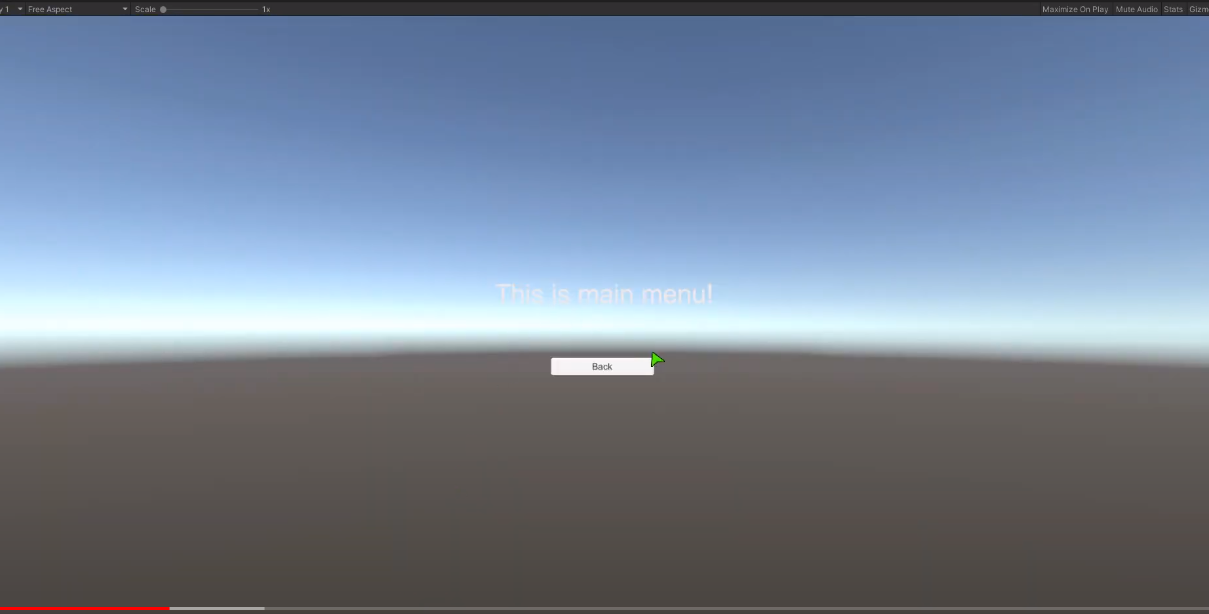 y 1 Free Aspect Scale 1x Maximize On Play Mute Audio Stats Gizm
This is main menu!
Back